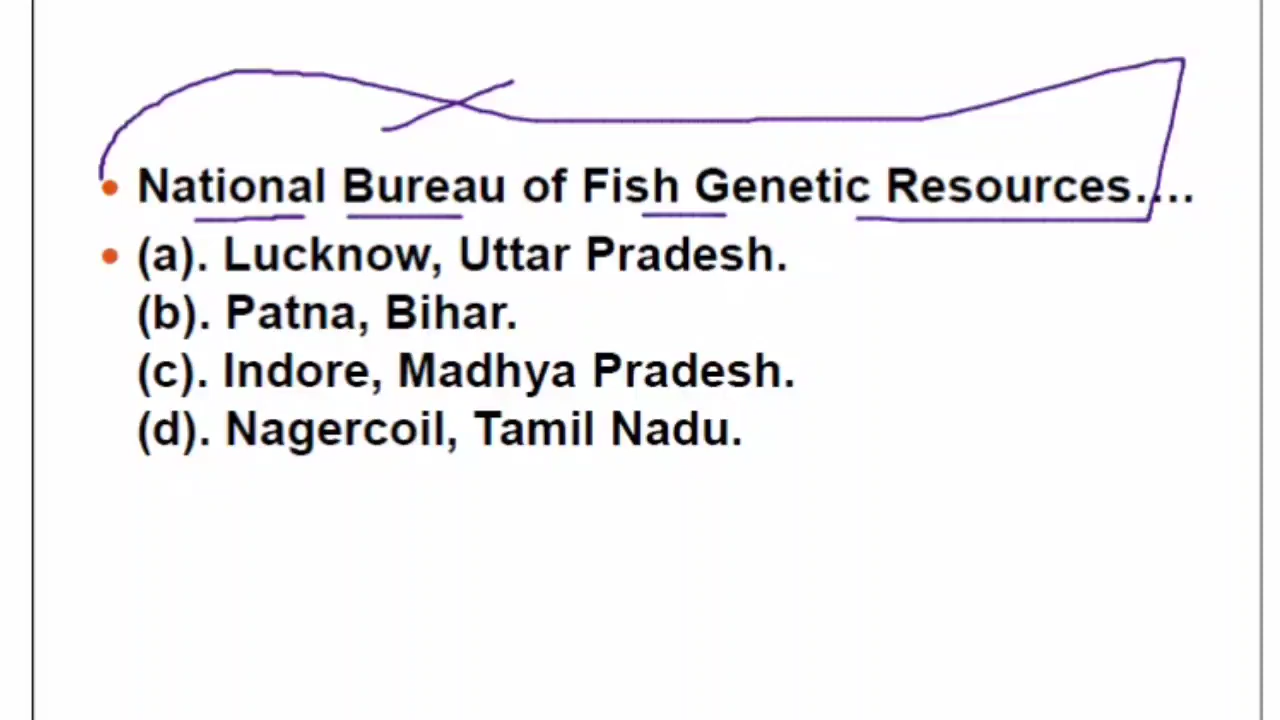 • National Bureau of Fish Genetic Resources....
• (a). Lucknow, Uttar Pradesh.
(b). Patna, Bihar.
(c). Indore, Madhya Pradesh.
(d). Nagercoil, Tamil Nadu.